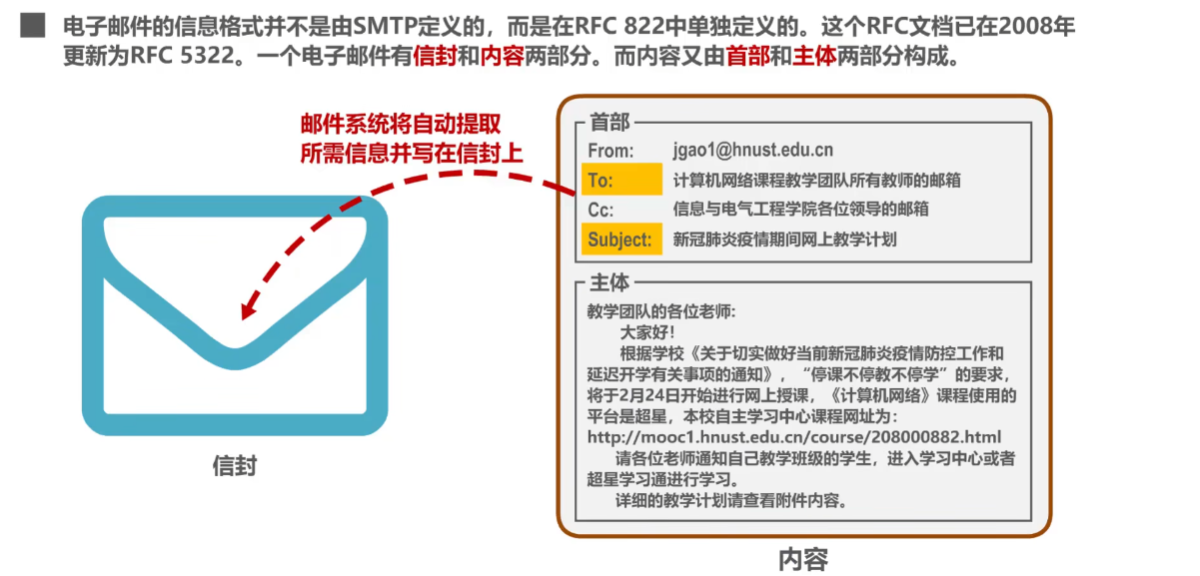 电子邮件的信息格式并不是由SMTP定义的，而是在RFC 822中单独定义的。这个RFC文档已在2008年
更新为RFC 5322。一个电子邮件有信封和内容两部分。而内容又由首部和主体两部分构成。
邮件系统将自动提取
所需信息并写在信封上
信封
首部
From: jgao1@hnust.edu.cn
To: 计算机网络课程教学团队所有教师的邮箱
Cc: 信息与电气工程学院各位领导的邮箱
Subject: 新冠肺炎疫情期间网上教学计划
主体
教学团队的各位老师:
大家好!
根据学校《关于切实做好当前新冠肺炎疫情防控工作和
延迟开学有关事项的通知》，“停课不停教不停学”的要求，
将于2月24日开始进行网上授课，《计算机网络》课程使用的
平台是超星，本校自主学习中心课程网址为：
http://mooc1.hnust.edu.cn/course/208000882.html
请各位老师通知自己教学班级的学生，进入学习中心或者
超星学习通进行学习。
详细的教学计划请查看附件内容。
内容